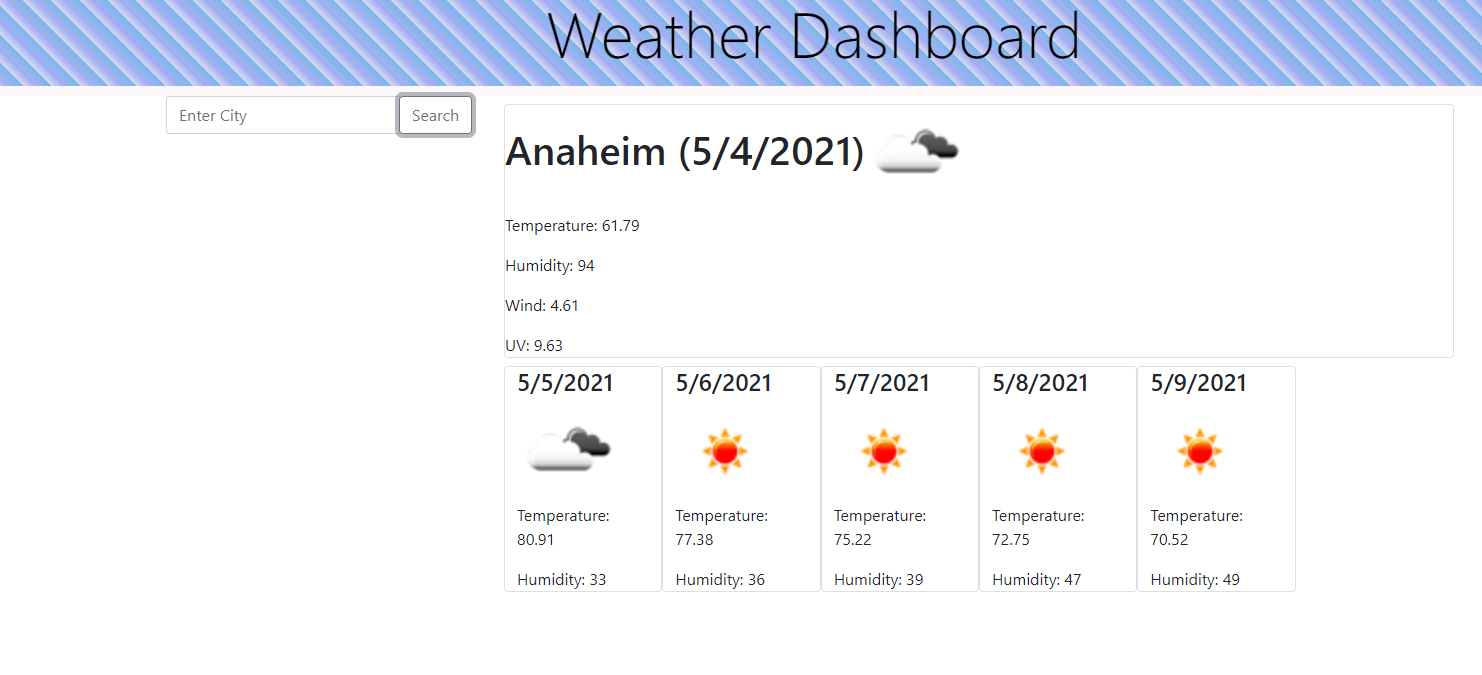 Weather Dashboard
Enter City
Search
Anaheim (5/4/2021)
Temperature: 61.79
Humidity: 94
Wind: 4.61
UV: 9.63
5/5/2021
Temperature:
80.91
Humidity: 33
5/6/2021
Temperature:
77.38
Humidity: 36
5/7/2021
Temperature:
75.22
Humidity: 39
5/8/2021
Temperature:
72.75
Humidity: 47
5/9/2021
Temperature:
70.52
Humidity: 49